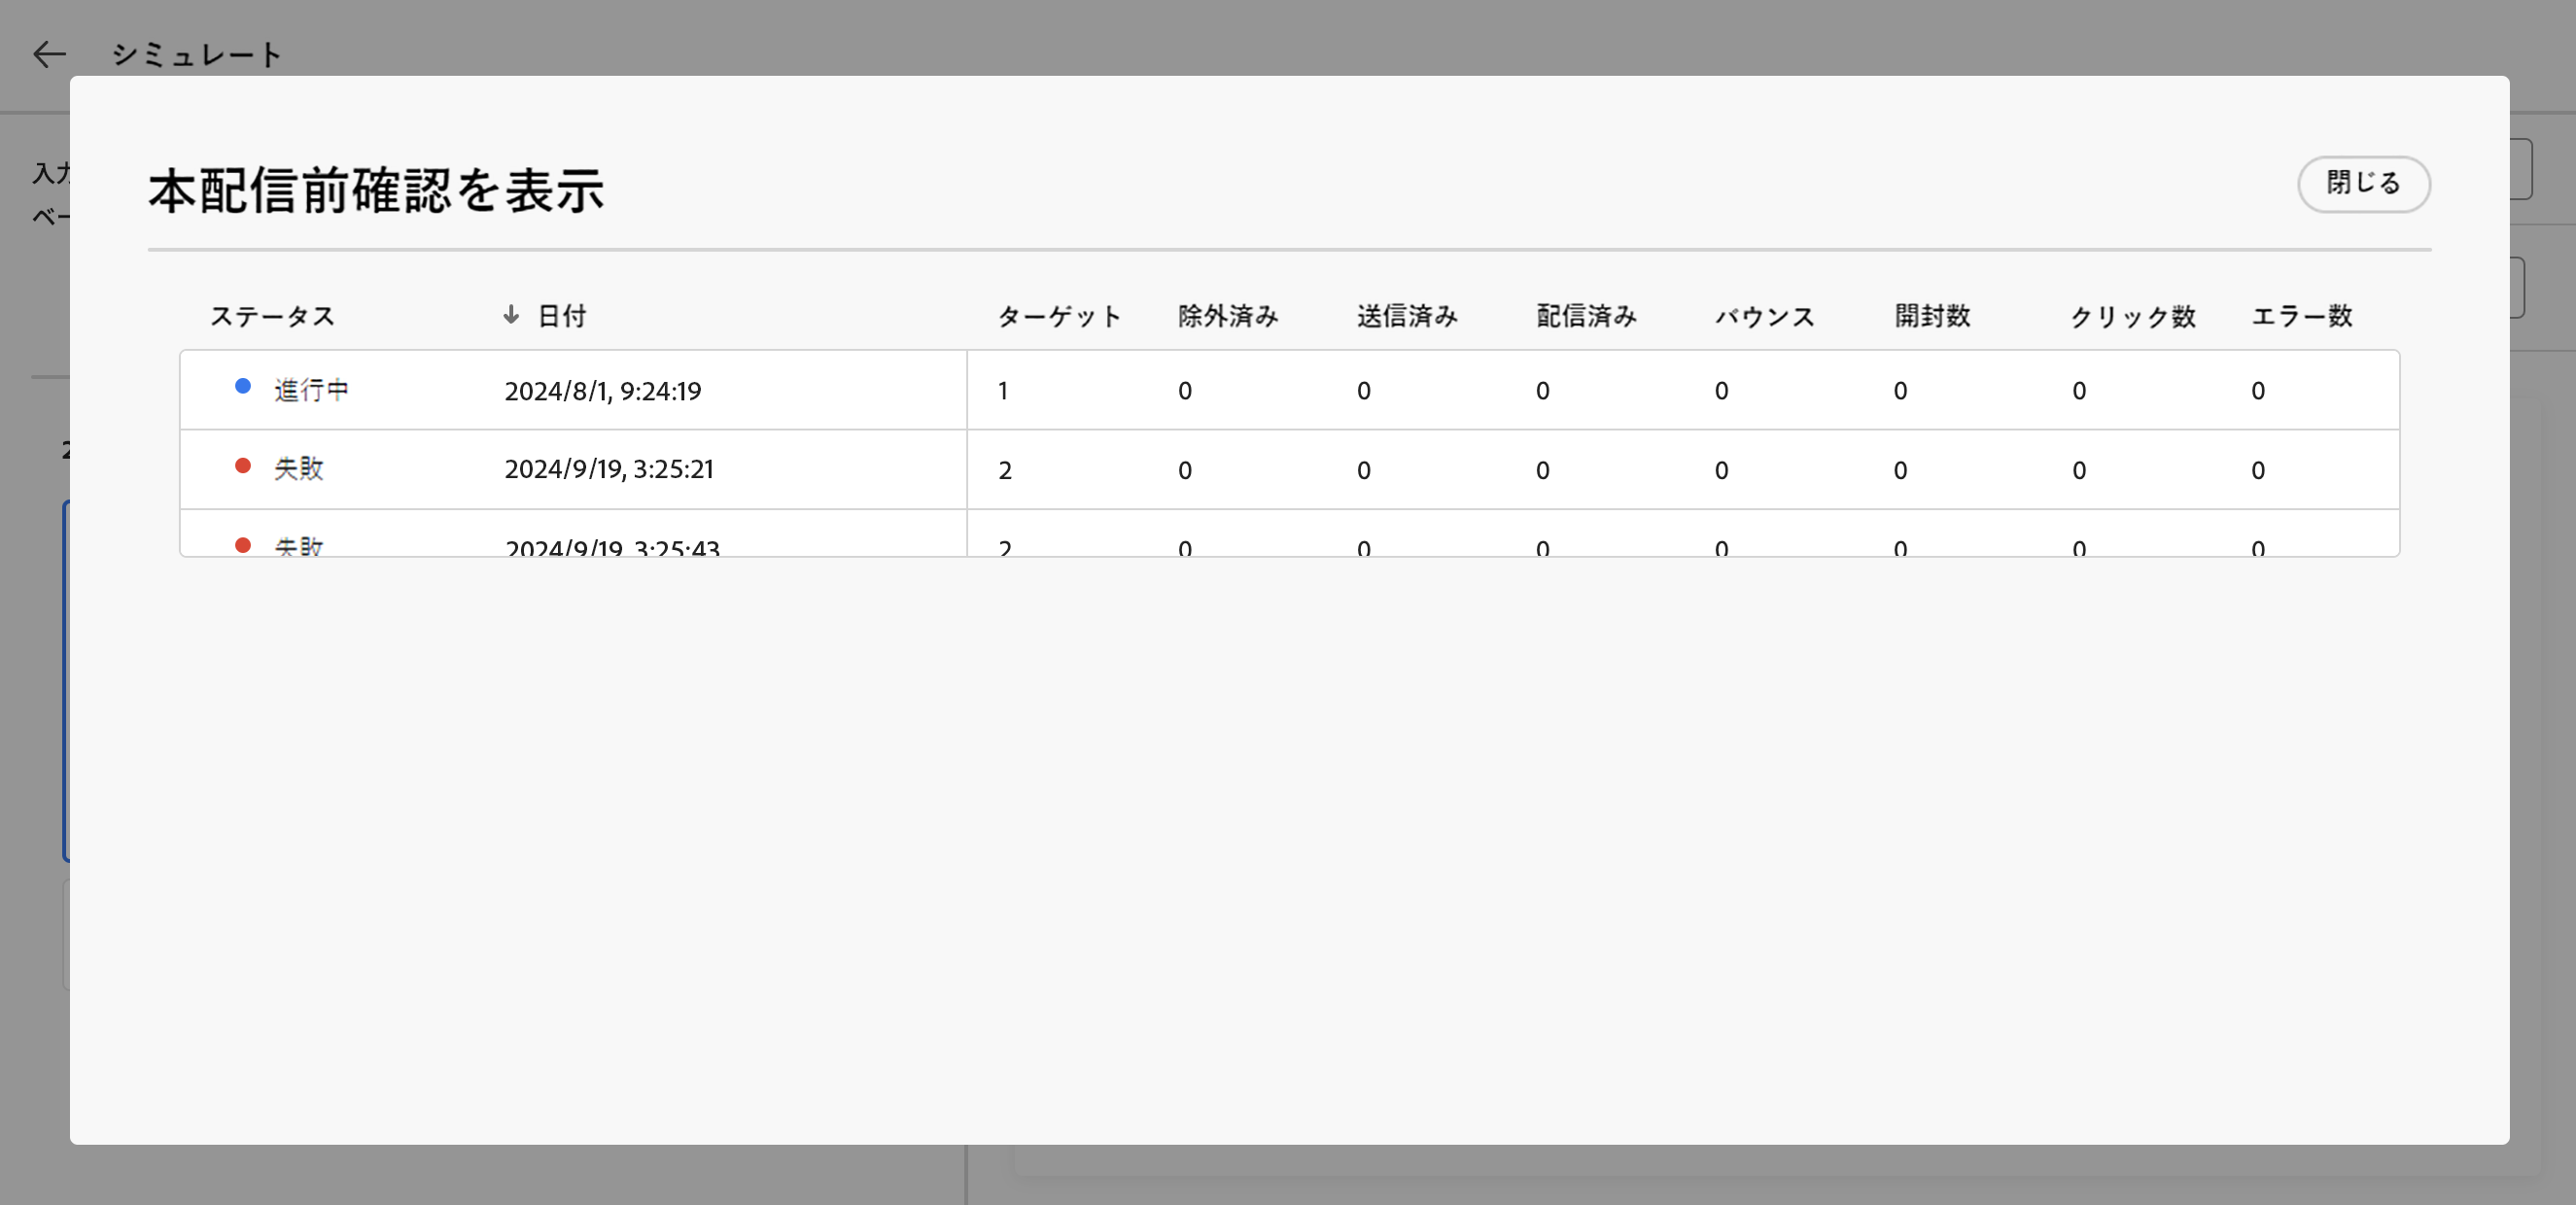 シミュレート
入力
ベー
本配信前確認を表示
閉じる
ステータス 日付 ターゲット 除外済み 送信済み 配信済み バウンス 開封数 クリック数 エラー数
進行中 2024/8/1, 9:24:19 1 0 0 0 0 0 0 0
失敗 2024/9/19, 3:25:21 2 0 0 0 0 0 0 0
失敗 2024/9/19, 3:25:43 2 0 0 0 0 0 0 0